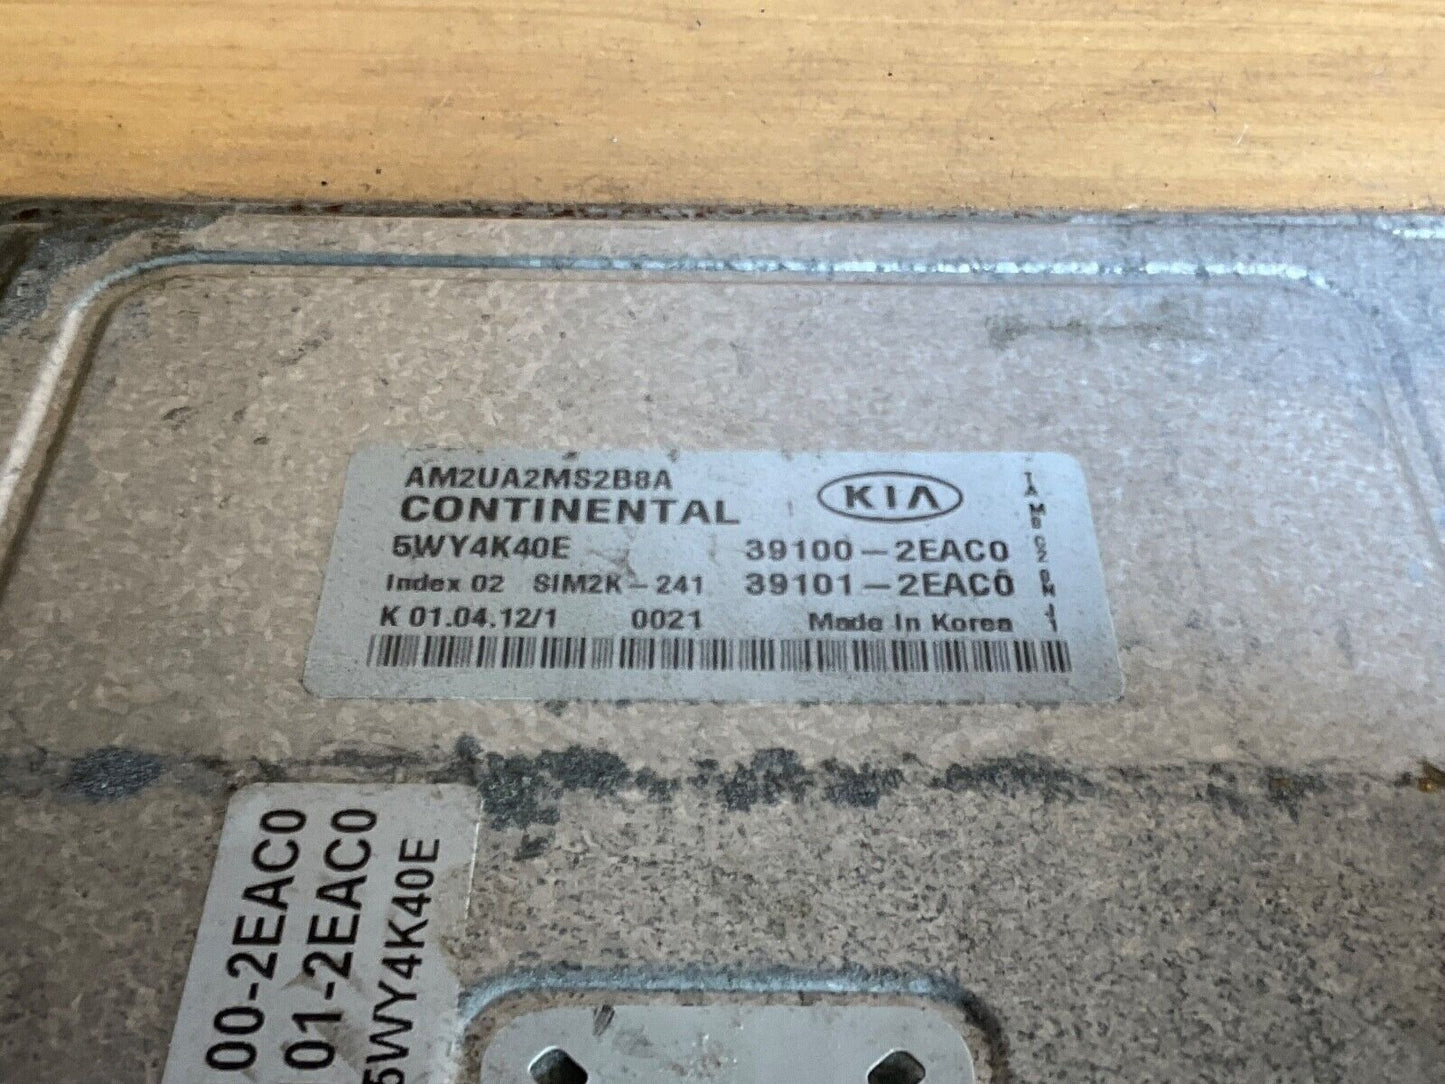 AM2UA2MS2B8A
CONTINENTAL
KIA
5WY4K40E 39100-2EAC0
Index 02 SIM2K-241 39101-2EAC0
K 01.04.12/1 0021 Made In Korea
00-2EAC0
01-2EAC0
5WY4K40E